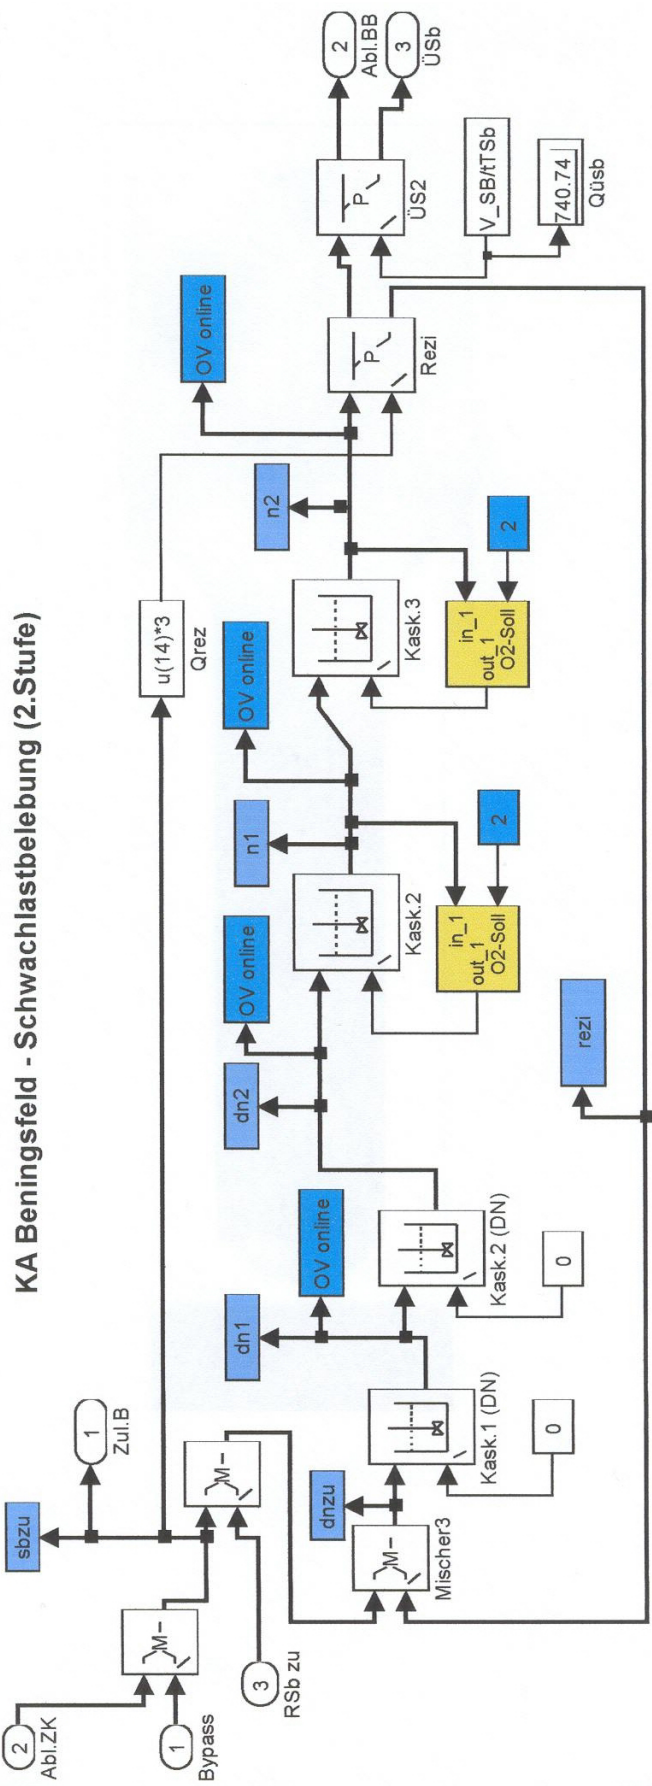 KA Beningsfeld - Schwachlastbelebung (2.Stufe)
2
Abl.ZK
1
Bypass
M
sbzu
1
Zul.B
3
RSb zu
M
M
Mischer3
dnzu
Kask.1 (DN)
0
dn1
OV online
Kask.2 (DN)
0
dn2
OV online
Kask.2
in_1
out_1
O2-Soll
2
n1
OV online
Kask.3
in_1
out_1
O2-Soll
2
n2
u(14)*3
Qrez
OV online
P
Rezi
rezi
P
ÜS2
V_SB/tTSb
740.74
Qüsb
2
Abl.BB
3
ÜSb